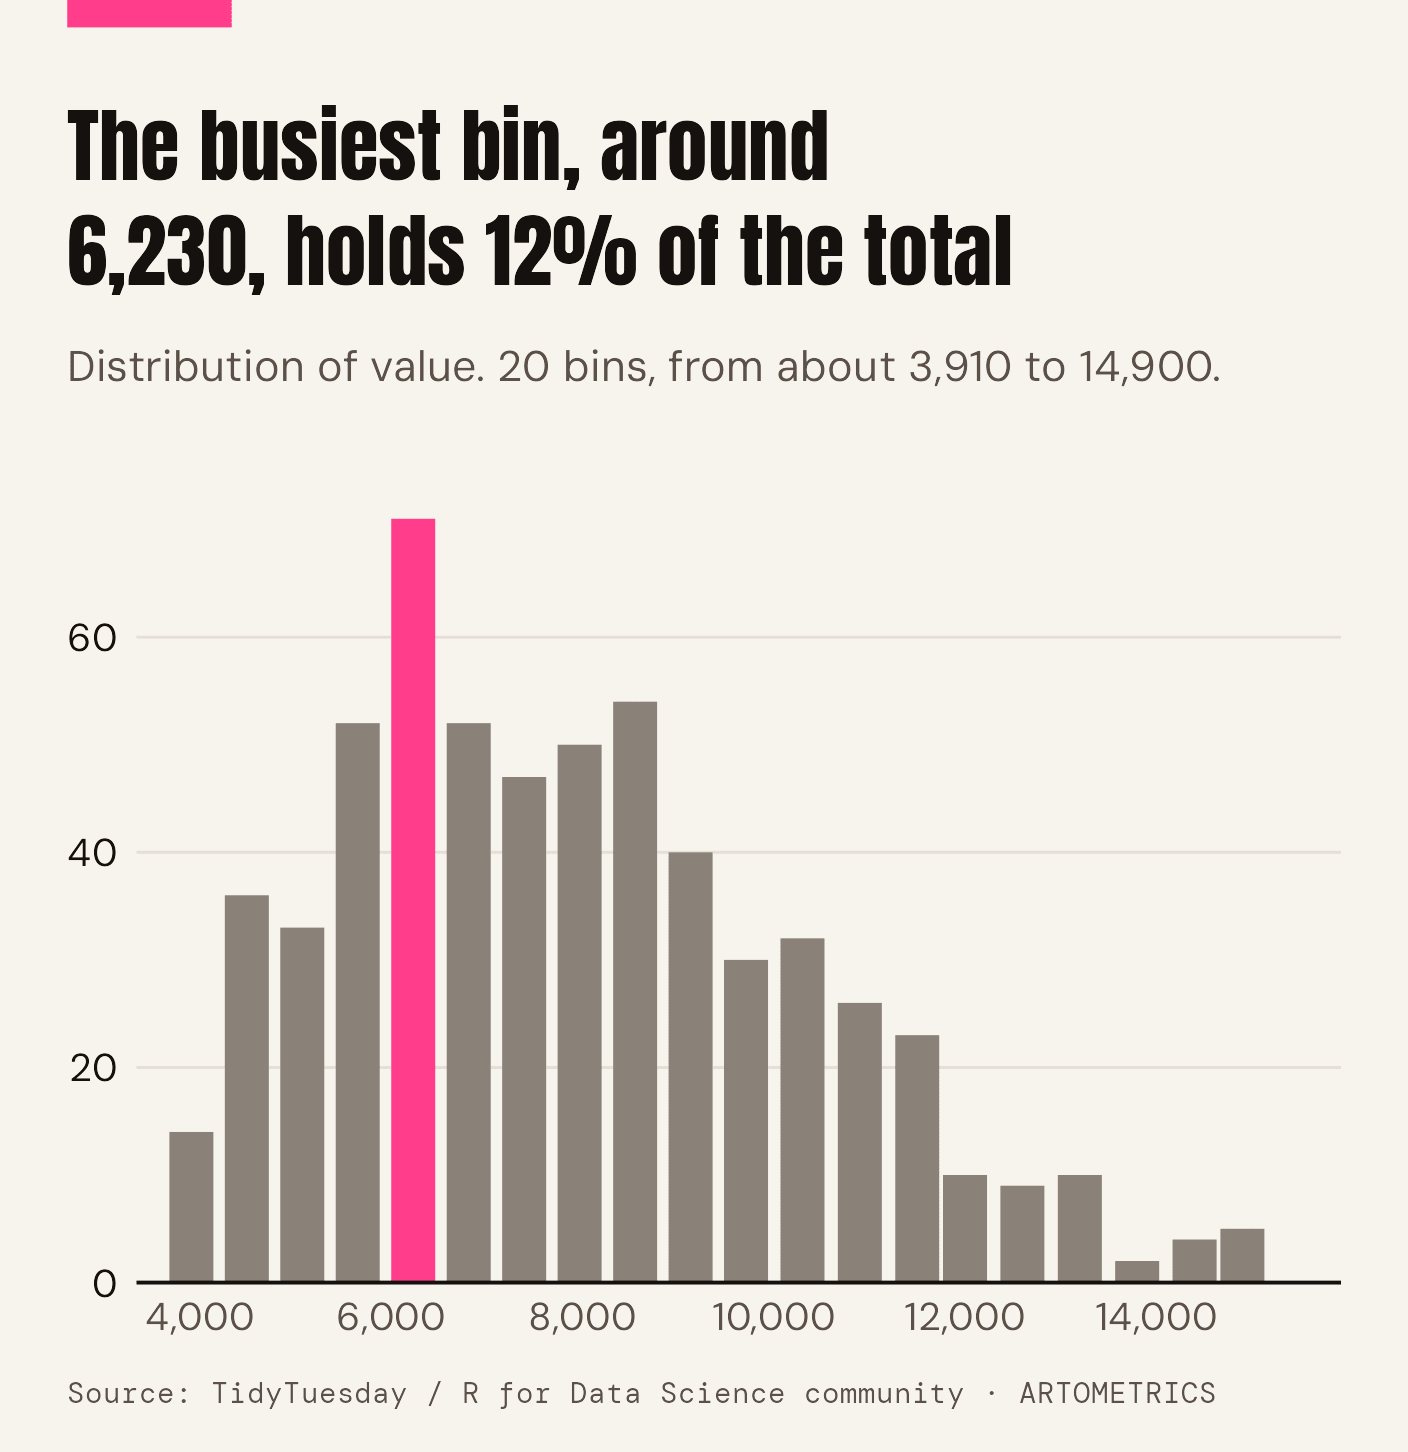 The busiest bin, around
6,230, holds 12% of the total
Distribution of value. 20 bins, from about 3,910 to 14,900.
60
40
20
0
4,000 6,000 8,000 10,000 12,000 14,000
Source: TidyTuesday / R for Data Science community · ARTOMETRICS